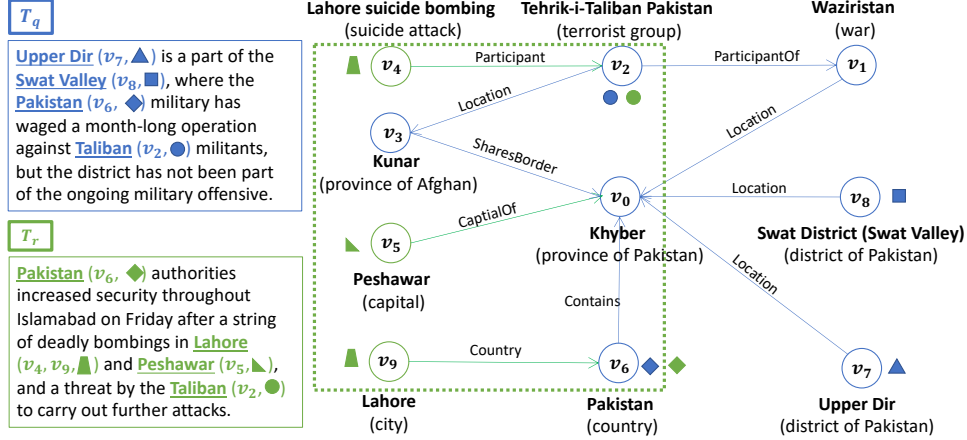 T_q
Upper Dir (v₇, ▲) is a part of the
Swat Valley (v₈, ■), where the
Pakistan (v₆, ◆) military has
waged a month-long operation
against Taliban (v₂, ●) militants,
but the district has not been part
of the ongoing military offensive.
T_r
Pakistan (v₆, ◆) authorities
increased security throughout
Islamabad on Friday after a string
of deadly bombings in Lahore
(v₄, v₉, ) and Peshawar (v₅, ◣),
and a threat by the Taliban (v₂, ●)
to carry out further attacks.
Lahore suicide bombing
(suicide attack)
Tehrik-i-Taliban Pakistan
(terrorist group)
Waziristan
(war)
v₄
Participant
v₂
ParticipantOf
v₁
Location
v₃
Kunar
(province of Afghan)
SharesBorder
Location
v₀
Khyber
(province of Pakistan)
Location
v₈
Swat District (Swat Valley)
(district of Pakistan)
CaptialOf
v₅
Peshawar
(capital)
Contains
Location
v₉
Lahore
(city)
Country
v₆
Pakistan
(country)
v₇
Upper Dir
(district of Pakistan)